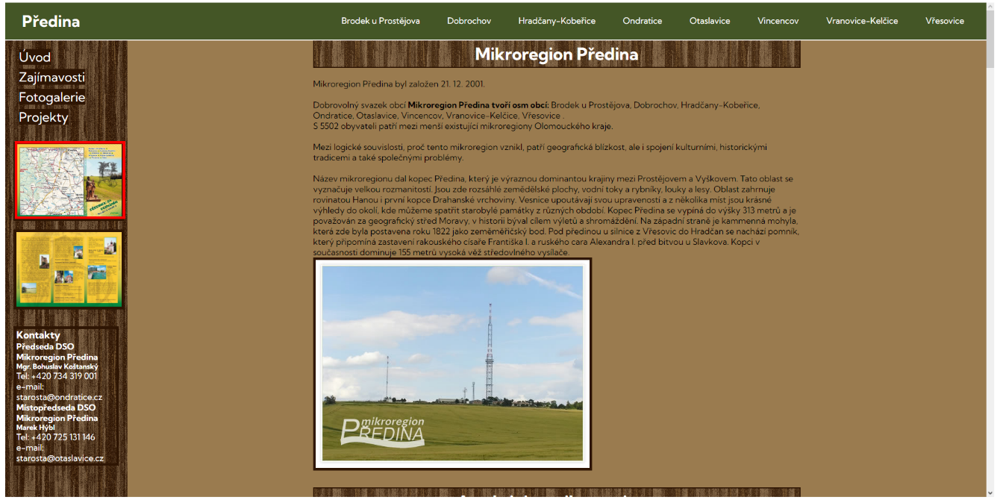 Předina
Brodek u Prostějova
Dobrochov
Hradčany-Kobeřice
Ondratice
Otaslavice
Vincencov
Vranovice-Kelčice
Vřesovice
Úvod
Zajímavosti
Fotogalerie
Projekty
Kontakty
Předseda DSO
Mikroregion Předina
Mgr. Bohuslav Koštanský
Tel: +420 734 319 001
e-mail:
starosta@ondratice.cz
Místopředseda DSO
Mikroregion Předina
Marek Hýbl
Tel: +420 725 131 146
e-mail:
starosta@otaslavice.cz
Mikroregion Předina
Mikroregion Předina byl založen 21. 12. 2001.
Dobrovolný svazek obcí Mikroregion Předina tvoří osm obcí: Brodek u Prostějova, Dobrochov, Hradčany-Kobeřice,
Ondratice, Otaslavice, Vincencov, Vranovice-Kelčice, Vřesovice .
S 5502 obyvateli patří mezi menší existující mikroregiony Olomouckého kraje.
Mezi logické souvislosti, proč tento mikroregion vznikl, patří geografická blízkost, ale i spojení kulturními, historickými
tradicemi a také společnými problémy.
Název mikroregionu dal kopec Předina, který je výraznou dominantou krajiny mezi Prostějovem a Vyškovem. Tato oblast se
vyznačuje velkou rozmanitostí. Jsou zde rozsáhlé zemědělské plochy, vodní toky a rybníky, louky a lesy. Oblast zahrnuje
rovinatou Hanou i první kopce Drahanské vrchoviny. Vesnice upoutávají svou upraveností a z několika míst jsou krásné
výhledy do okolí, kde můžeme spatřit starobylé památky z různých období. Kopec Předina se vypíná do výšky 313 metrů a je
považován za geografický střed Moravy, v historii býval cílem výletů a shromáždění. Na západní straně je kammenná mohyla,
která zde byla postavena roku 1822 jako zeměměřičský bod. Pod předinou u silnice z Vřesovic do Hradčan se nachází pomník,
který připomíná zastavení rakouského císaře Františka I. a ruského cara Alexandra I. před bitvou u Slavkova. Kopci v
současnosti dominuje 155 metrů vysoká věž středovlného vysílače.
mikroregion
PŘEDINA